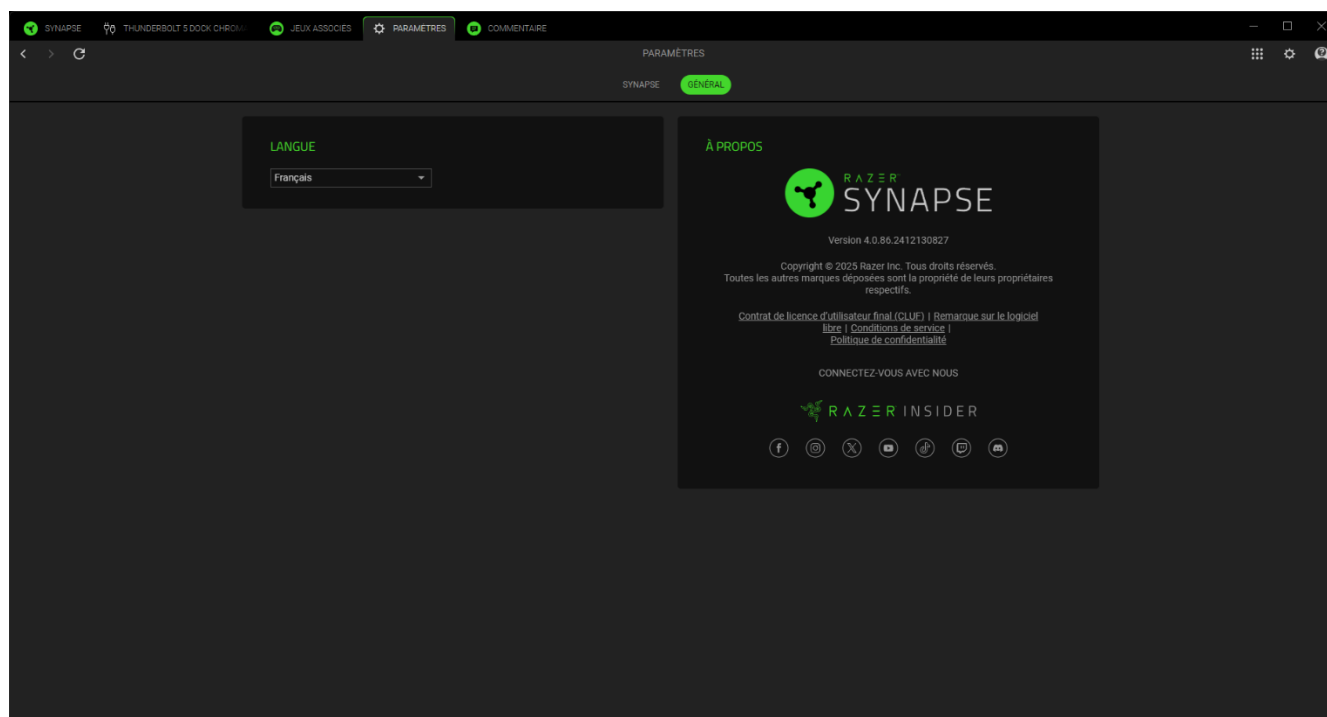 SYNAPSE
THUNDERBOLT 5 DOCK CHROMA
JEUX ASSOCIÉS
PARAMÈTRES
COMMENTAIRE
PARAMÈTRES
SYNAPSE
GÉNÉRAL
LANGUE
Français
À PROPOS
RAZER
SYNAPSE
Version 4.0.86.2412130827
Copyright © 2025 Razer Inc. Tous droits réservés.
Toutes les autres marques déposées sont la propriété de leurs propriétaires
respectifs.
Contrat de licence d'utilisateur final (CLUF) | Remarque sur le logiciel
libre | Conditions de service |
Politique de confidentialité
CONNECTEZ-VOUS AVEC NOUS
RAZER INSIDER